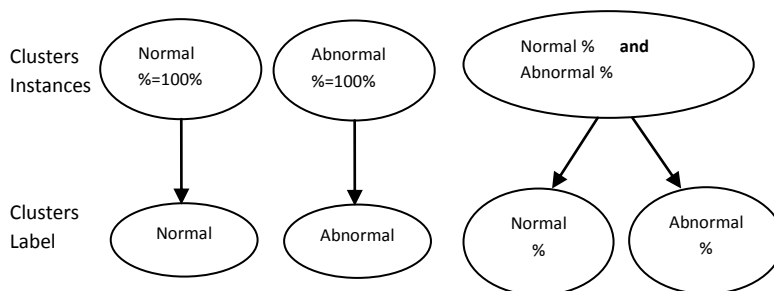 Clusters
Instances
Normal
%=100%
Abnormal
%=100%
Normal % and
Abnormal %
Clusters
Label
Normal
Abnormal
Normal
%
Abnormal
%